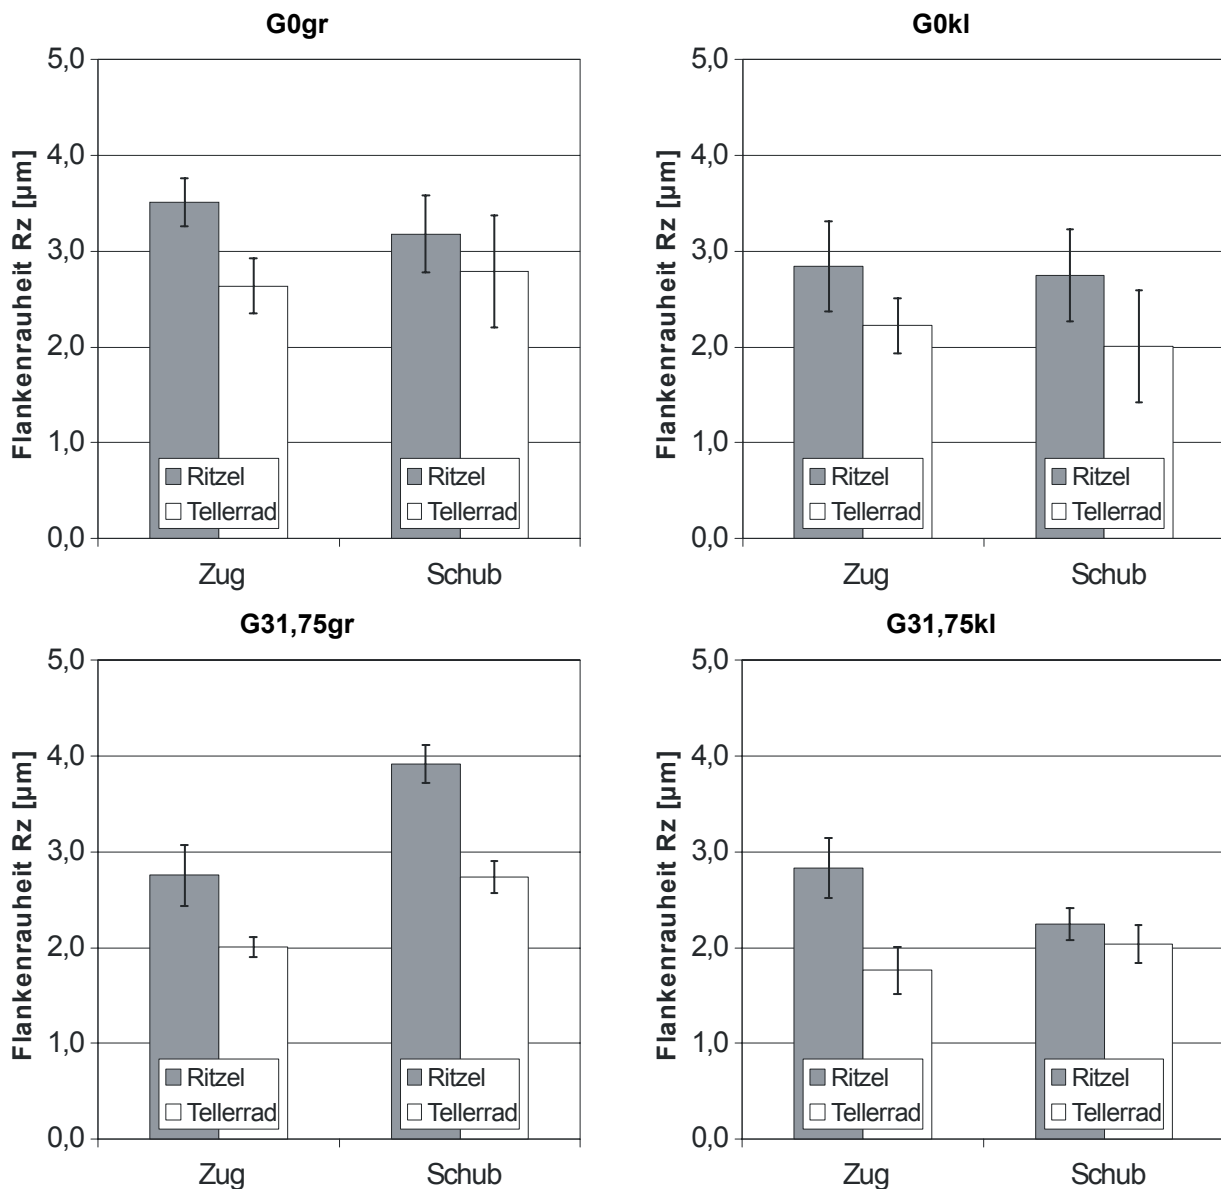 G0gr
Flankenrauheit Rz [µm]
5,0
4,0
3,0
2,0
1,0
0,0
Ritzel
Tellerrad
Ritzel
Tellerrad
Zug
Schub
G0kl
Flankenrauheit Rz [µm]
5,0
4,0
3,0
2,0
1,0
0,0
Ritzel
Tellerrad
Ritzel
Tellerrad
Zug
Schub
G31,75gr
Flankenrauheit Rz [µm]
5,0
4,0
3,0
2,0
1,0
0,0
Ritzel
Tellerrad
Ritzel
Tellerrad
Zug
Schub
G31,75kl
Flankenrauheit Rz [µm]
5,0
4,0
3,0
2,0
1,0
0,0
Ritzel
Tellerrad
Ritzel
Tellerrad
Zug
Schub